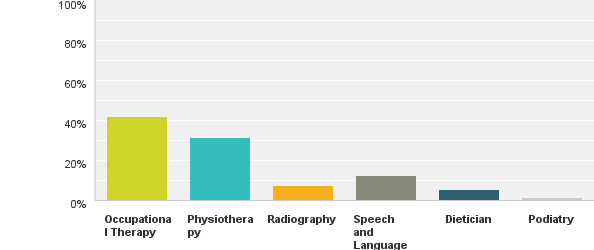 100%
80%
60%
40%
20%
0%
Occupationa
l Therapy
Physiothera
py
Radiography
Speech
and
Language
Dietician
Podiatry